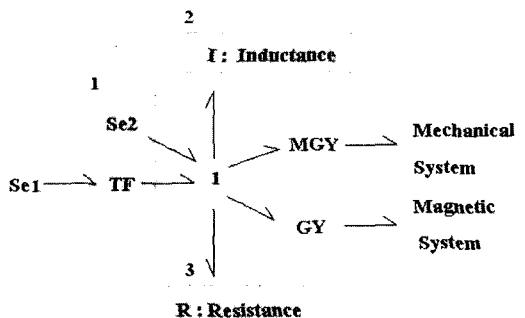 2
I : Inductance
1
Se2
MGY
Mechanical
System
Se1
TF
1
Magnetic
System
GY
3
R : Resistance